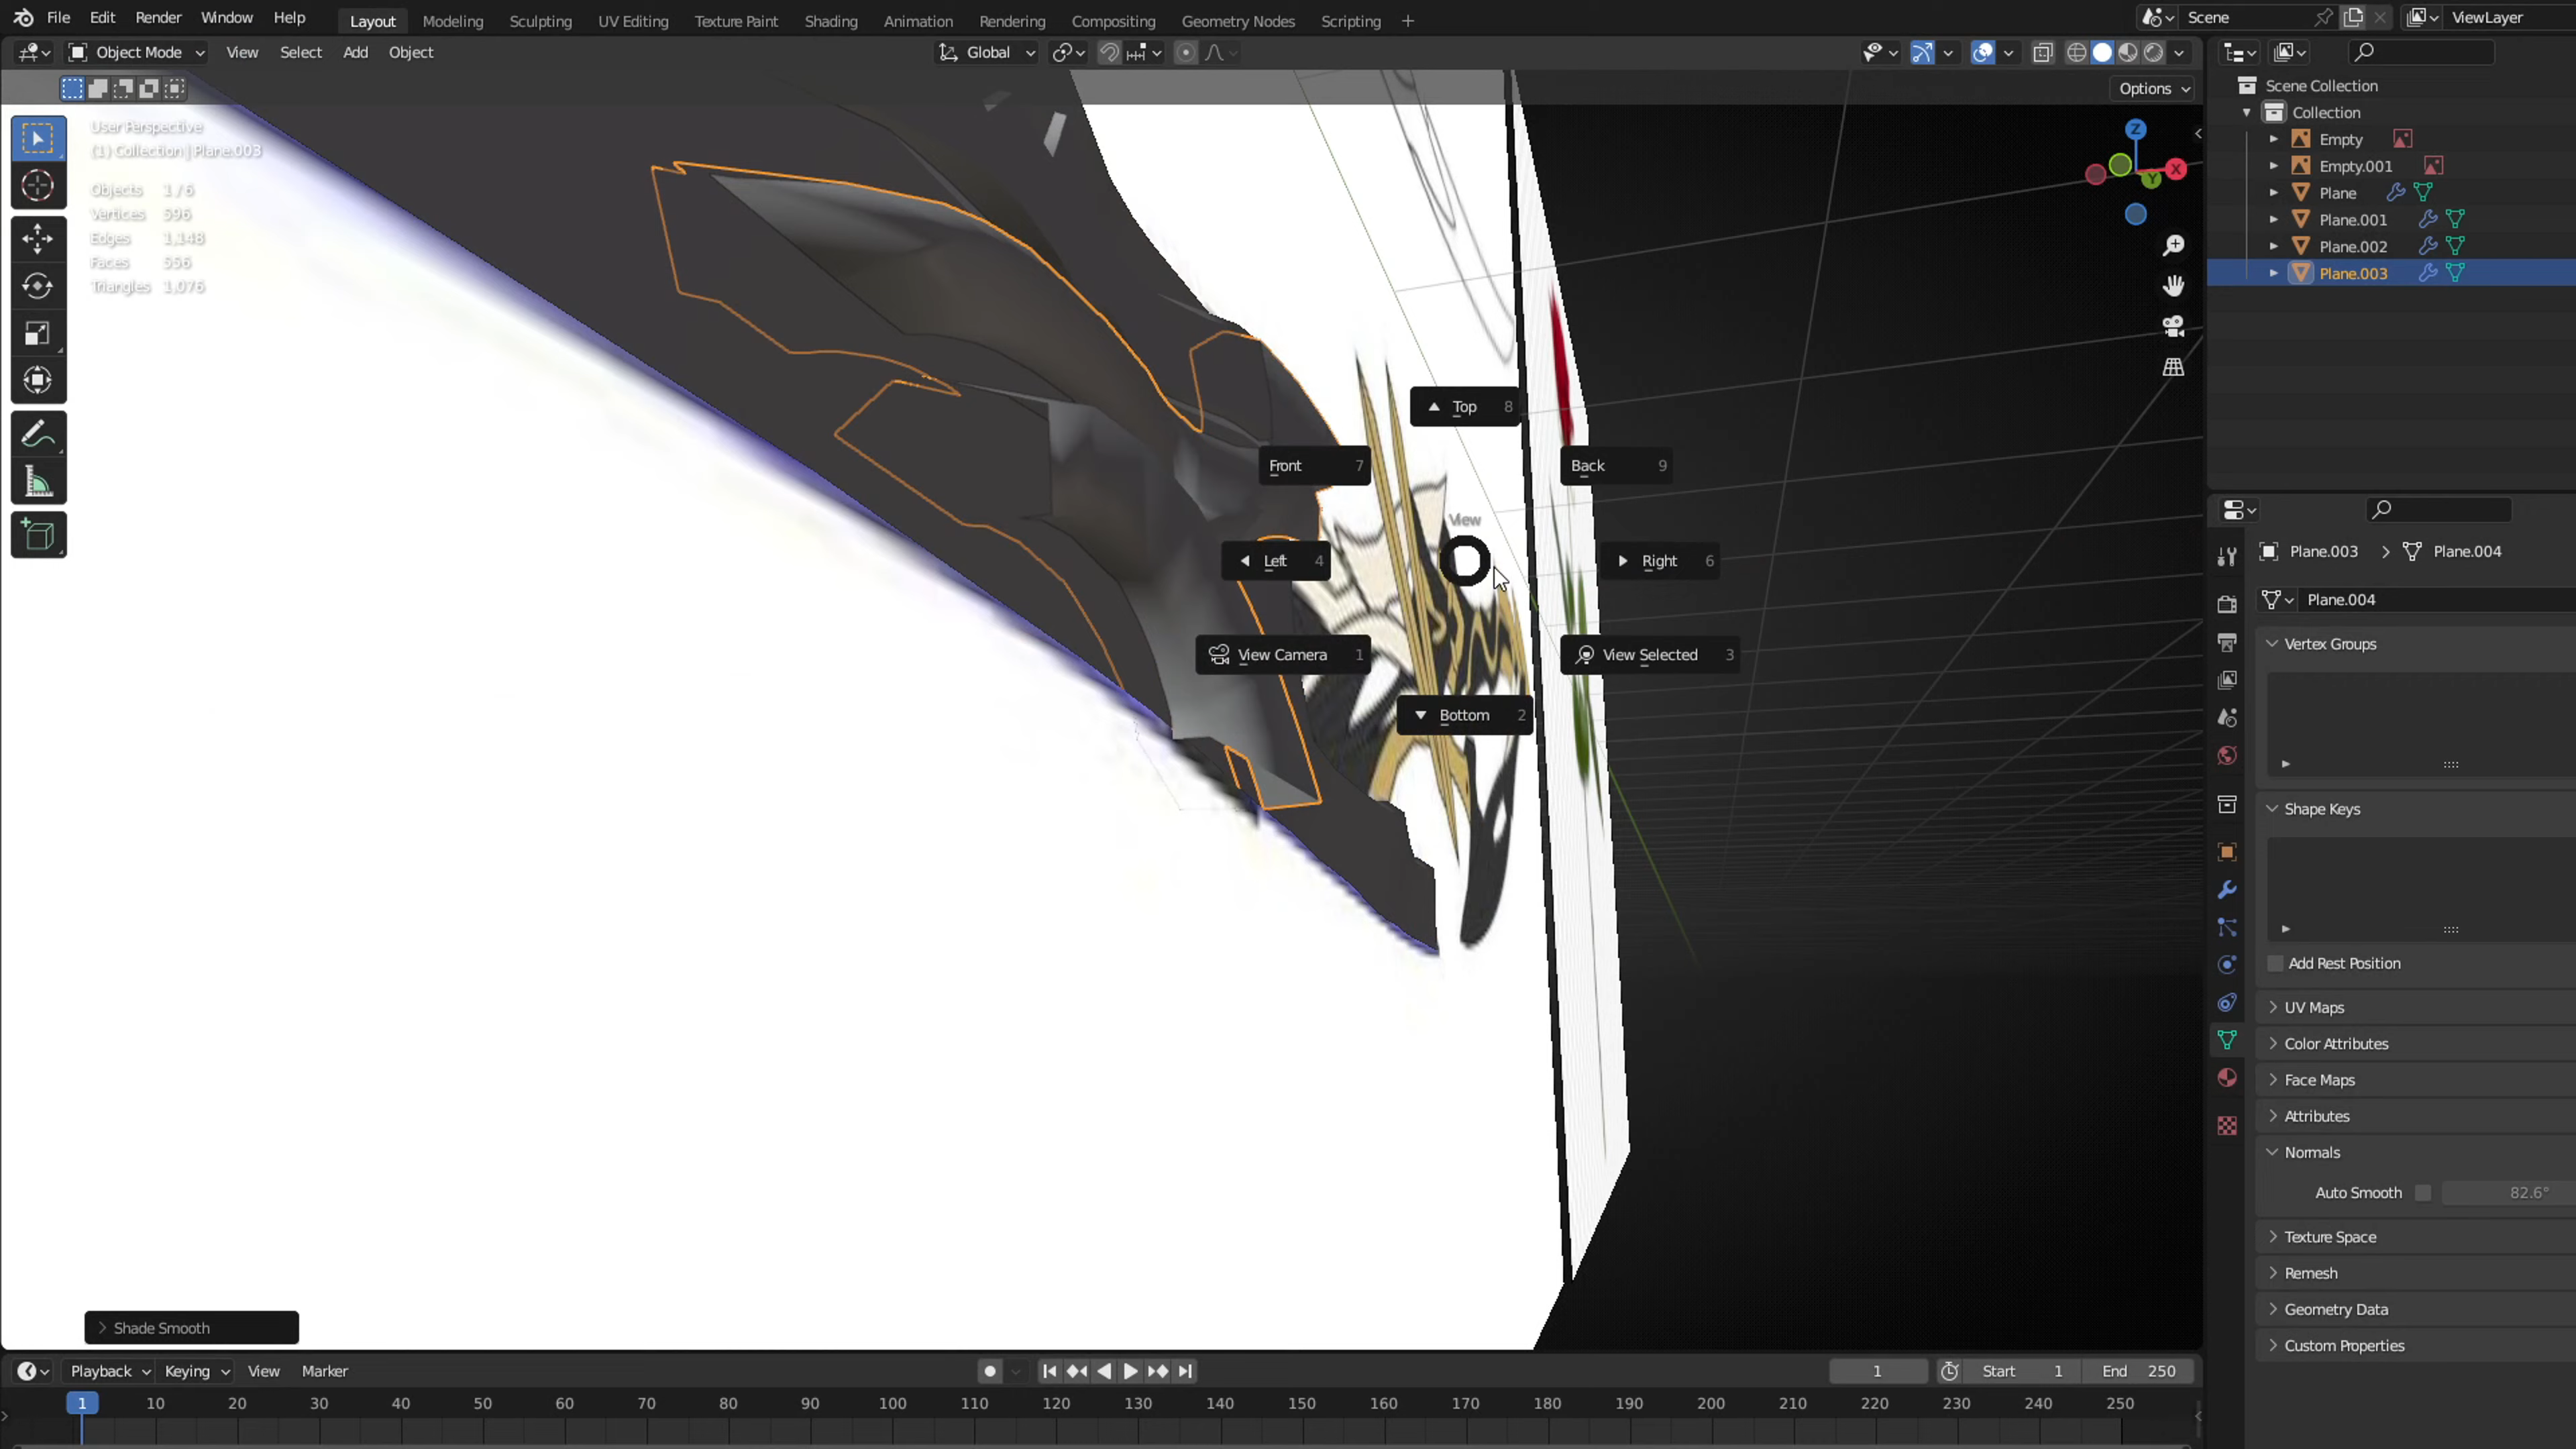 File Edit Render Window Help Layout Modeling Sculpting UV Editing Texture Paint Shading Animation Rendering Compositing Geometry Nodes Scripting + Scene ViewLayer
Object Mode View Select Add Object Global
Options
User Perspective
(1) Collection | Plane.003
Objects 1/6
Vertices 596
Edges 1,148
Faces 556
Triangles 1,076
Z
X
Y
Top 8
Front 7
Back 9
View
Left 4
Right 6
View Camera 1
View Selected 3
Bottom 2
Shade Smooth
Scene Collection
Collection
Empty
Empty.001
Plane
Plane.001
Plane.002
Plane.003
Plane.003 > Plane.004
Plane.004
Vertex Groups
Shape Keys
Add Rest Position
UV Maps
Color Attributes
Face Maps
Attributes
Normals
Auto Smooth 82.6°
Texture Space
Remesh
Geometry Data
Custom Properties
Playback Keying View Marker 1 Start 1 End 250
1 10 20 30 40 50 60 70 80 90 100 110 120 130 140 150 160 170 180 190 200 210 220 230 240 250